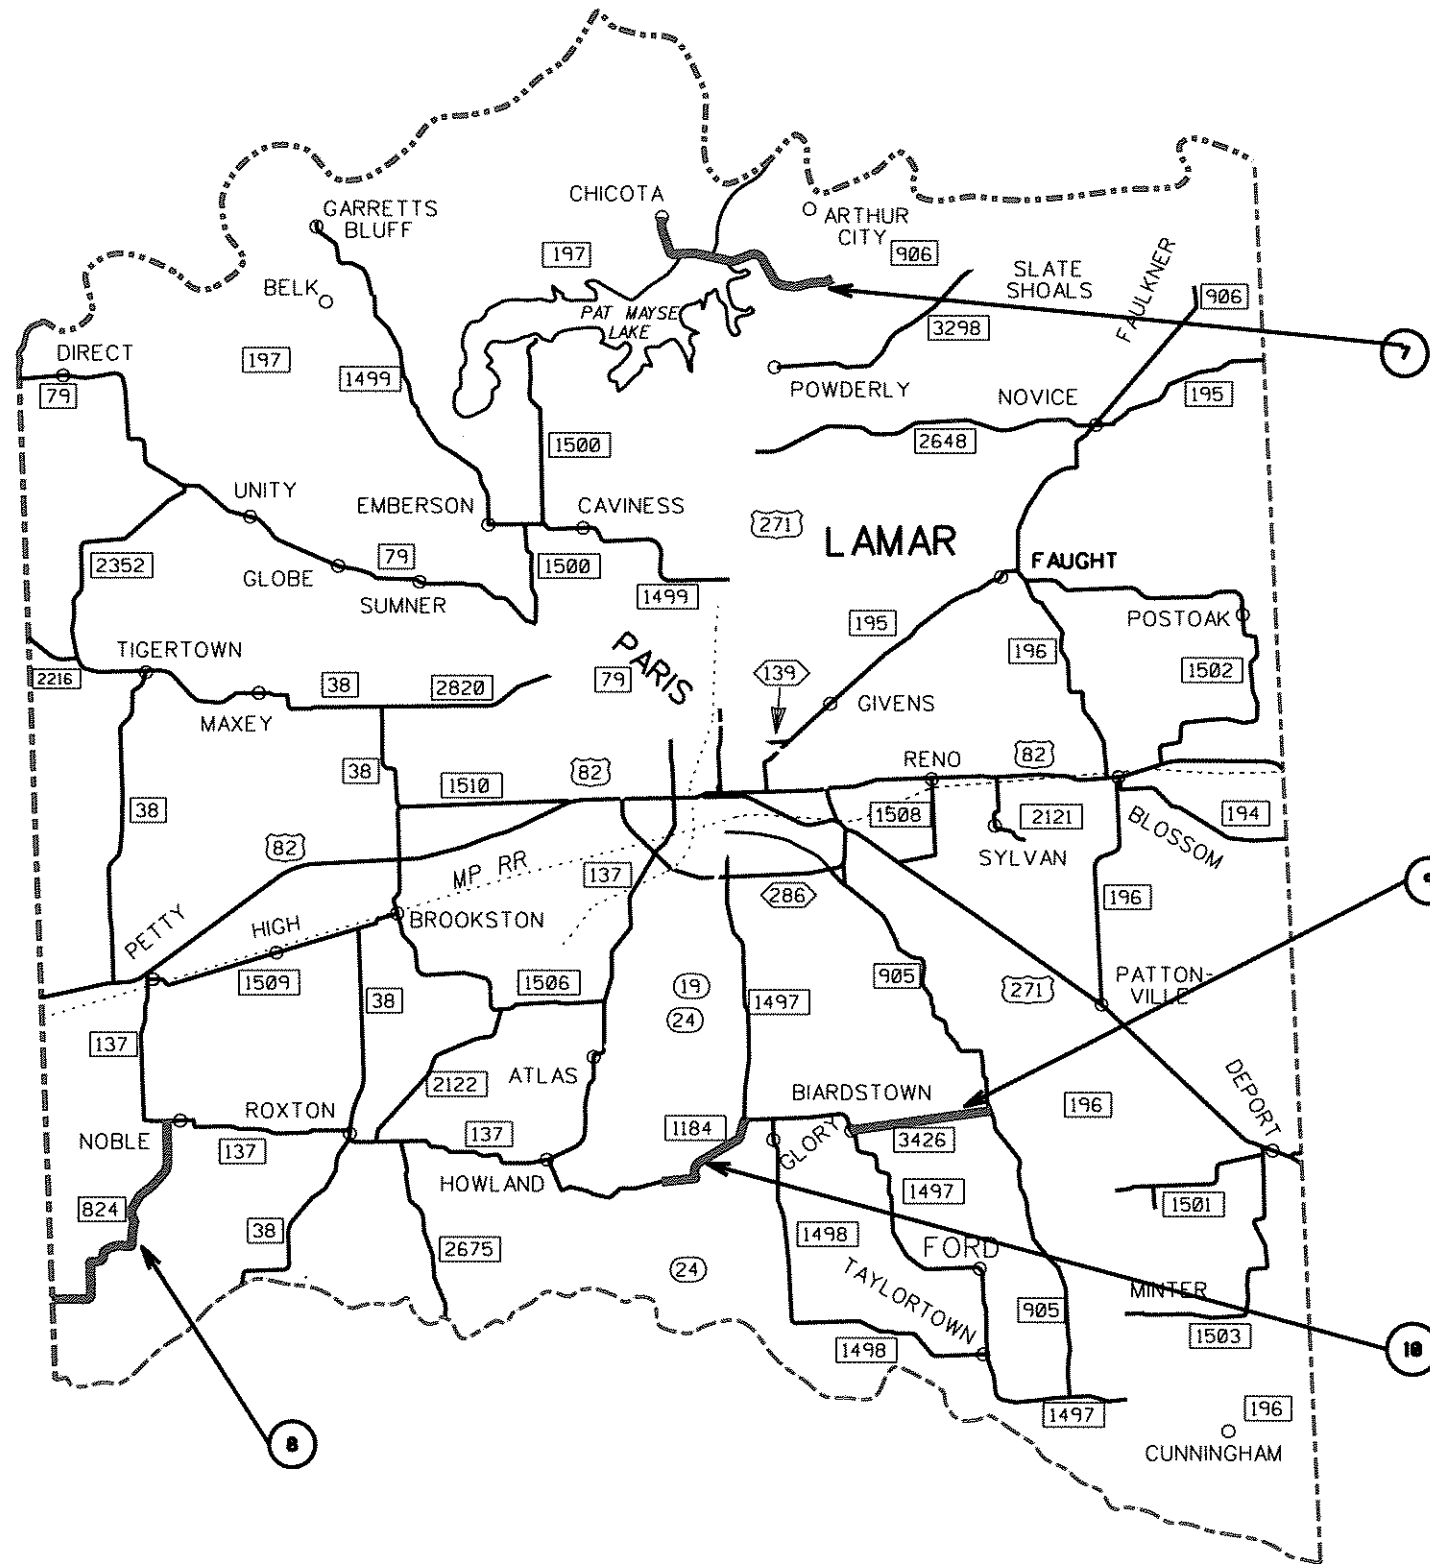 CHICOTA
GARRETTS
BLUFF
ARTHUR
CITY
197
906
SLATE
SHOALS
FAULKNER
BELK
906
PAT MAYSE
LAKE
3298
DIRECT
197
1499
7
79
POWDERLY
NOVICE
195
2648
1500
UNITY
EMBERSON
CAVINESS
271
LAMAR
2352
79
GLOBE
1500
FAUGHT
SUMNER
1499
195
POSTOAK
TIGERTOWN
PARIS
196
2216
38
2820
79
139
1502
MAXEY
GIVENS
38
1510
82
RENO
82
38
1508
2121
194
82
MP RR
137
SYLVAN
BLOSSOM
286
PETTY
HIGH
BROOKSTON
196
1509
1506
905
PATTON-
VILLE
38
19
1497
271
24
137
2122
ATLAS
BIARDSTOWN
DEPORT
ROXTON
196
NOBLE
137
137
1184
GLORY
3426
HOWLAND
1497
824
1501
38
2675
1498
FORD
24
TAYLORTOWN
MINTER
905
1498
1503
10
8
1497
196
CUNNINGHAM